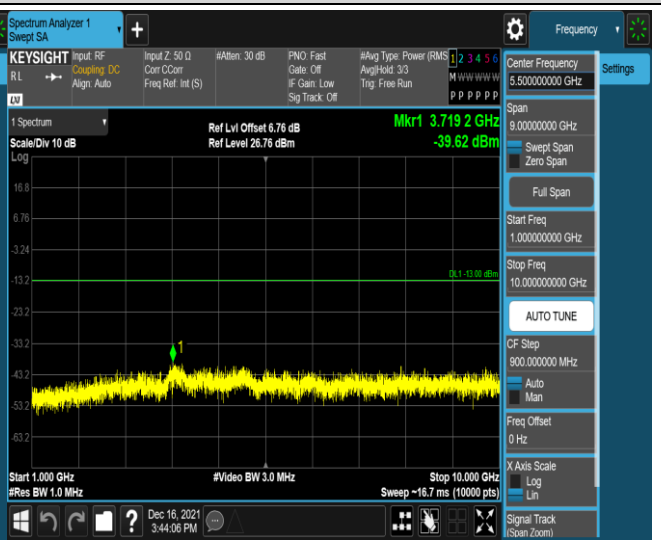 Spectrum Analyzer 1
Swept SA
+
Frequency
KEYSIGHT
RL
LXI
Input: RF
Coupling: DC
Align: Auto
Input Z: 50 Ω
Corr CCorr
Freq Ref: Int (S)
#Atten: 30 dB
PNO: Fast
Gate: Off
IF Gain: Low
Sig Track: Off
#Avg Type: Power (RMS
Avg|Hold: 3/3
Trig: Free Run
1 2 3 4 5 6
M W W W W W
P P P P P P
Center Frequency
5.500000000 GHz
Settings
1 Spectrum
Scale/Div 10 dB
Log
Ref Lvl Offset 6.76 dB
Ref Level 26.76 dBm
Mkr1 3.719 2 GHz
-39.62 dBm
16.8
6.76
-3.24
-13.2
-23.2
-33.2
-43.2
-53.2
-63.2
DL1 -13.00 dBm
1
Span
9.00000000 GHz
Swept Span
Zero Span
Full Span
Start Freq
1.000000000 GHz
Stop Freq
10.000000000 GHz
AUTO TUNE
CF Step
900.000000 MHz
Auto
Man
Freq Offset
0 Hz
X Axis Scale
Log
Lin
Signal Track
(Span Zoom)
Start 1.000 GHz
#Res BW 1.0 MHz
#Video BW 3.0 MHz
Stop 10.000 GHz
Sweep ~16.7 ms (10000 pts)
?
Dec 16, 2021
3:44:06 PM